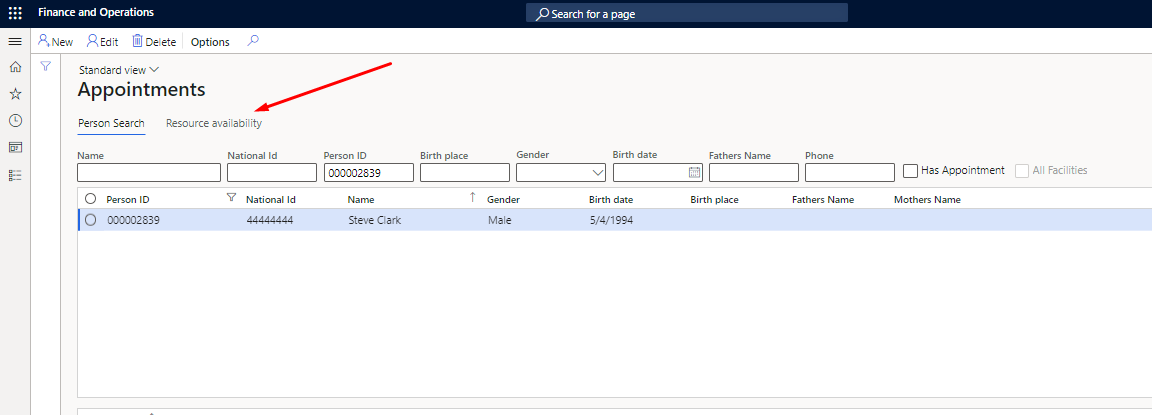 Finance and Operations
Search for a page
New Edit Delete Options
Standard view
Appointments
Person Search Resource availability
Name National Id Person ID Birth place Gender Birth date Fathers Name Phone
000002839 Has Appointment All Facilities
Person ID National Id Name Gender Birth date Birth place Fathers Name Mothers Name
000002839 44444444 Steve Clark Male 5/4/1994